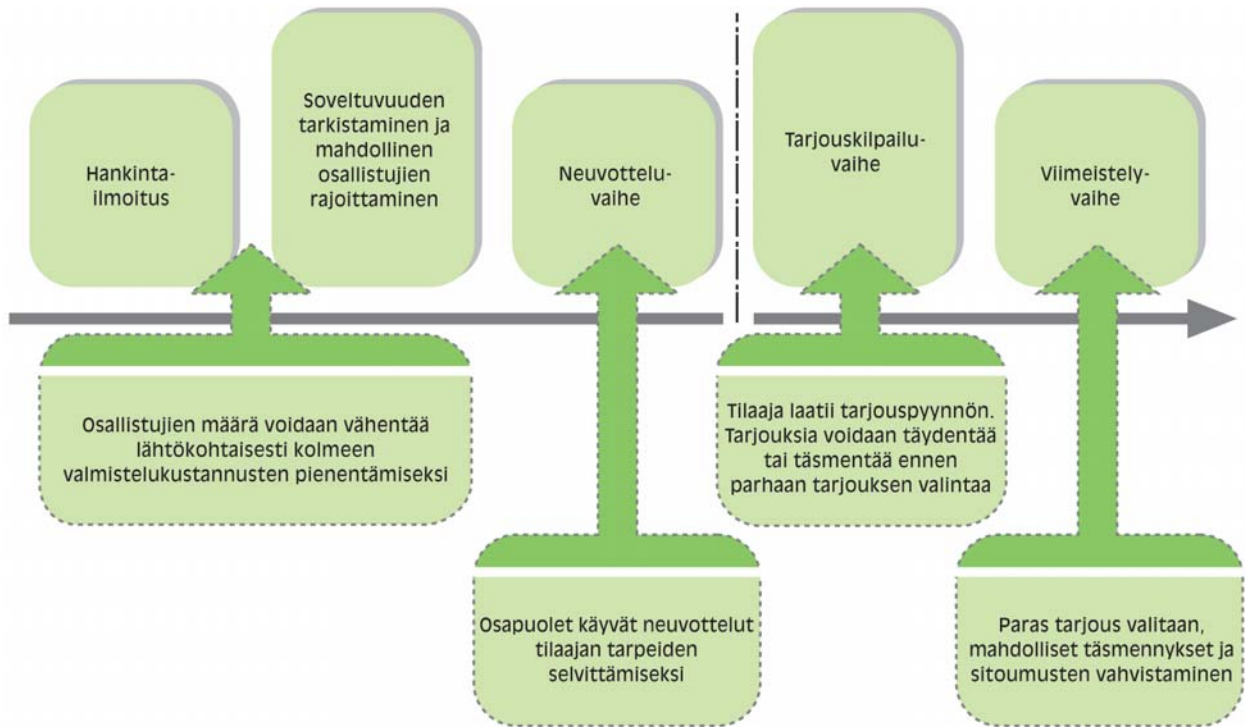 Hankinta-
ilmoitus
Soveltuvuuden
tarkistaminen ja
mahdollinen
osallistujien
rajoittaminen
Neuvottelu-
vaihe
Tarjouskilpailu-
vaihe
Viimeistely-
vaihe
Osallistujien määrä voidaan vähentää
lähtökohtaisesti kolmeen
valmistelukustannusten pienentämiseksi
Osapuolet käyvät neuvottelut
tilaajan tarpeiden
selvittämiseksi
Tilaaja laatii tarjouspyynnön.
Tarjouksia voidaan täydentää
tai täsmentää ennen
parhaan tarjouksen valintaa
Paras tarjous valitaan,
mahdolliset täsmennykset ja
sitoumusten vahvistaminen